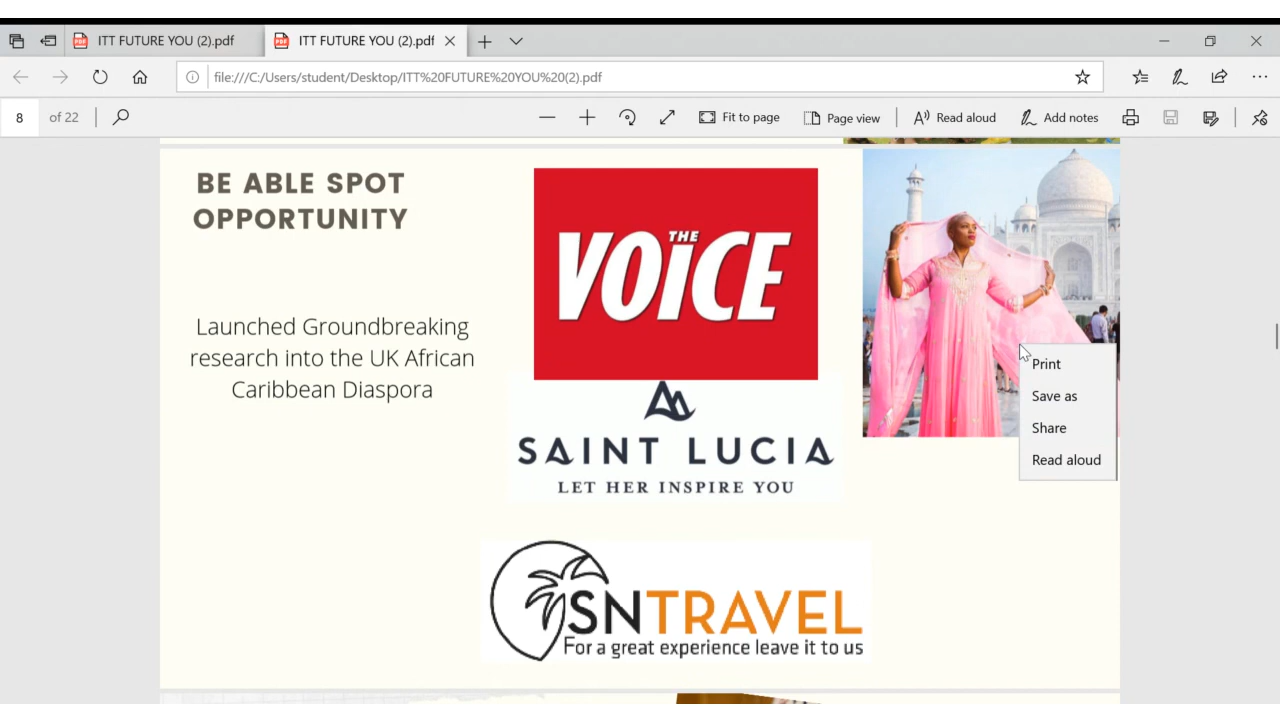 ITT FUTURE YOU (2).pdf
ITT FUTURE YOU (2).pdf
file:///C:/Users/student/Desktop/ITT%20FUTURE%20YOU%20(2).pdf
8 of 22
Fit to page
Page view
Read aloud
Add notes
BE ABLE SPOT
OPPORTUNITY
Launched Groundbreaking
research into the UK African
Caribbean Diaspora
THE
VOICE
SAINT LUCIA
LET HER INSPIRE YOU
SNTRAVEL
For a great experience leave it to us
Print
Save as
Share
Read aloud